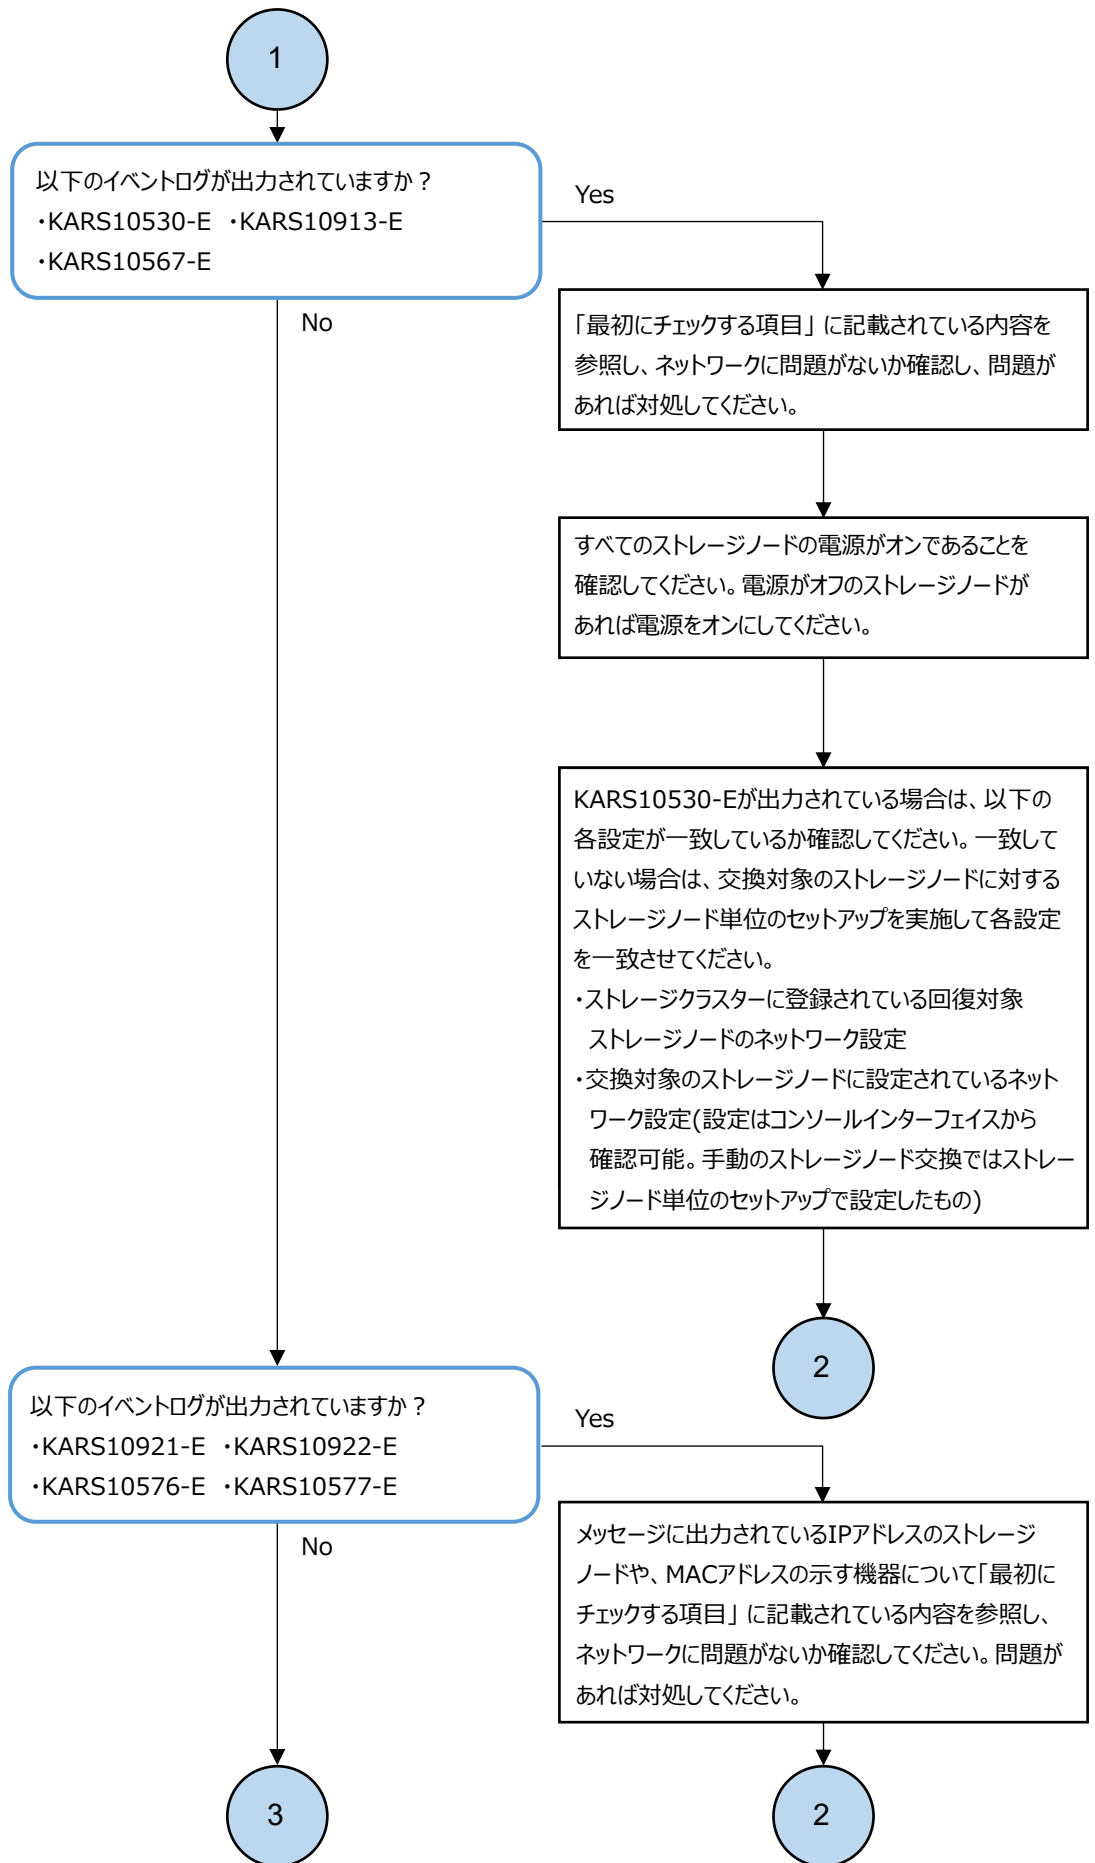 1
以下のイベントログが出力されていますか？
・KARS10530-E ・KARS10913-E
・KARS10567-E
Yes
No
「最初にチェックする項目」に記載されている内容を
参照し、ネットワークに問題がないか確認し、問題が
あれば対処してください。
すべてのストレージノードの電源がオンであることを
確認してください。電源がオフのストレージノードが
あれば電源をオンにしてください。
KARS10530-Eが出力されている場合は、以下の
各設定が一致しているか確認してください。一致して
いない場合は、交換対象のストレージノードに対する
ストレージノード単位のセットアップを実施して各設定
を一致させてください。
・ストレージクラスターに登録されている回復対象
ストレージノードのネットワーク設定
・交換対象のストレージノードに設定されているネット
ワーク設定(設定はコンソールインターフェイスから
確認可能。手動のストレージノード交換ではストレー
ジノード単位のセットアップで設定したもの)
2
以下のイベントログが出力されていますか？
・KARS10921-E ・KARS10922-E
・KARS10576-E ・KARS10577-E
Yes
No
メッセージに出力されているIPアドレスのストレージ
ノードや、MACアドレスの示す機器について「最初に
チェックする項目」に記載されている内容を参照し、
ネットワークに問題がないか確認してください。問題が
あれば対処してください。
3
2